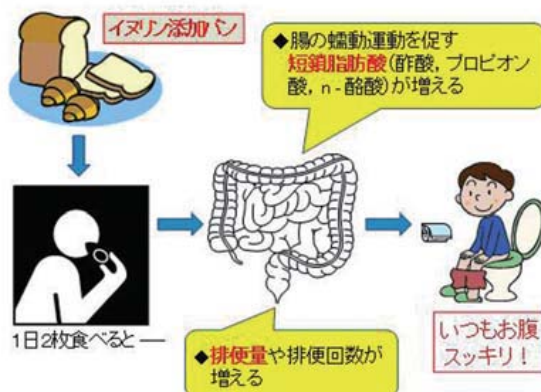 イヌリン添加パン
◆腸の蠕動運動を促す
短鎖脂肪酸(酢酸, プロピオン
酸, n - 酪酸)が増える
1日2枚食べると ―
◆排便量や排便回数が
増える
いつもお腹
スッキリ!